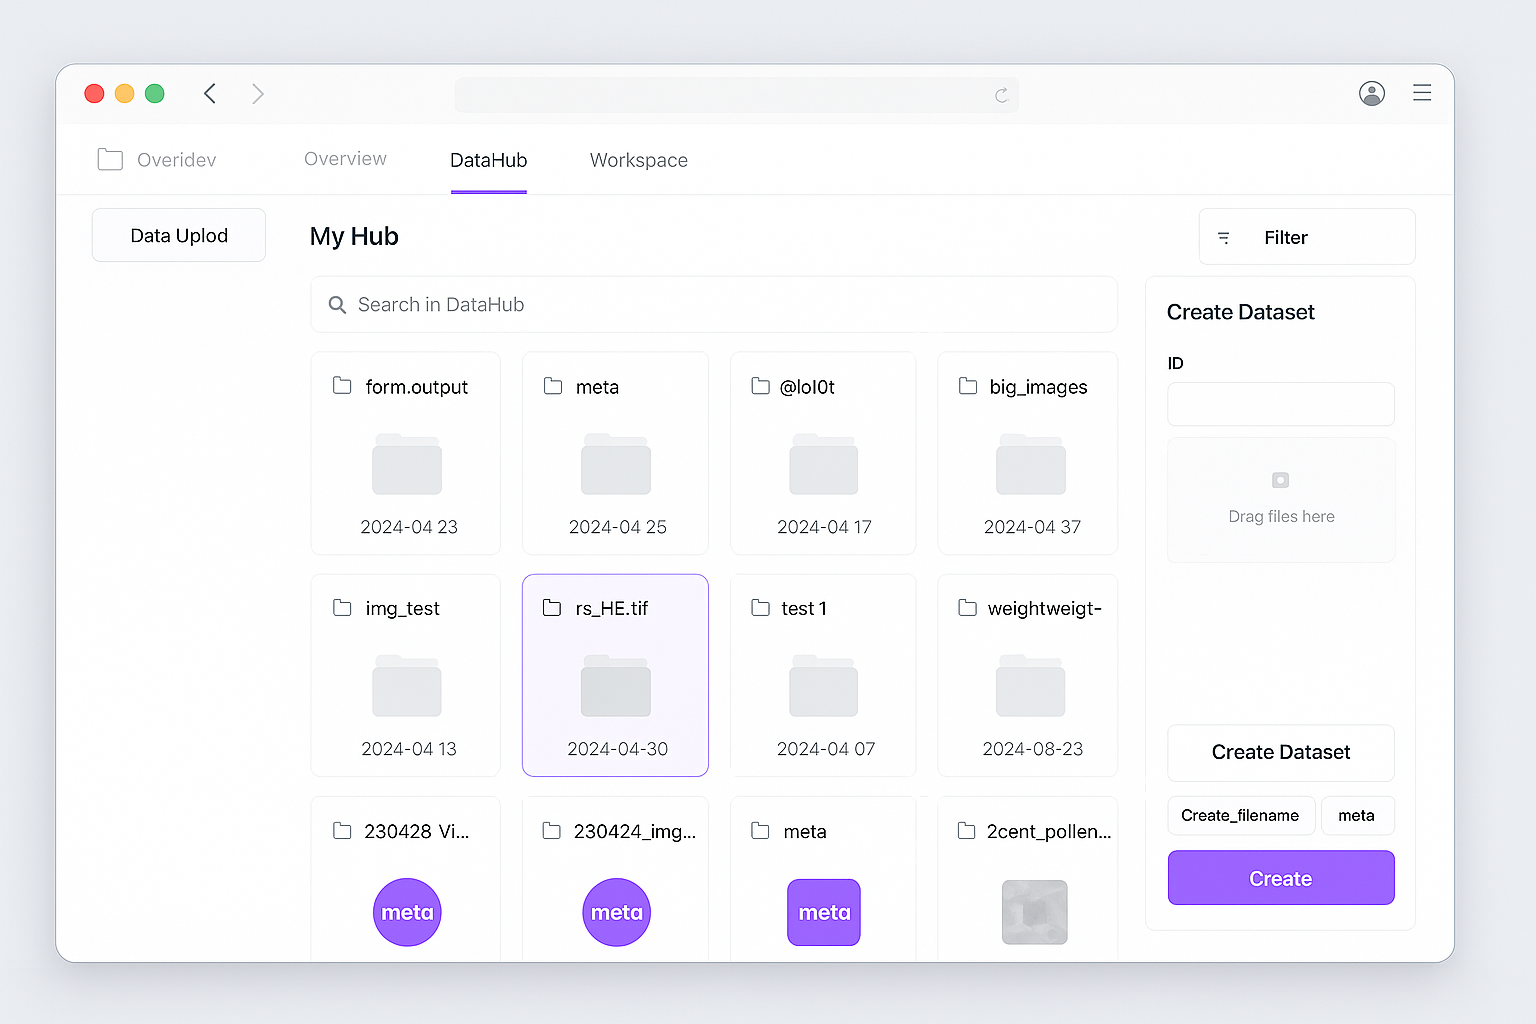 Overidev
Overview
DataHub
Workspace
Data Uplod
My Hub
Filter
Search in DataHub
form.output
2024-04 23
meta
2024-04 25
@lol0t
2024-04 17
big_images
2024-04 37
img_test
2024-04 13
rs_HE.tif
2024-04-30
test 1
2024-04 07
weightweigt-
2024-08-23
230428 Vi...
meta
230424_img...
meta
meta
meta
2cent_pollen...
Create Dataset
ID
Drag files here
Create Dataset
Create_filename
meta
Create